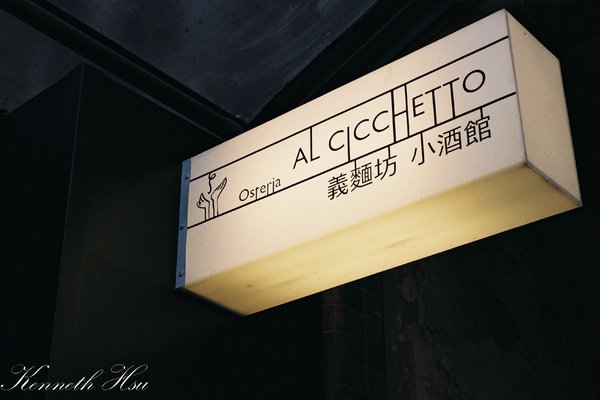 Osteria AL CICCHETTO
義麵坊 小酒館
Kenneth Hsu